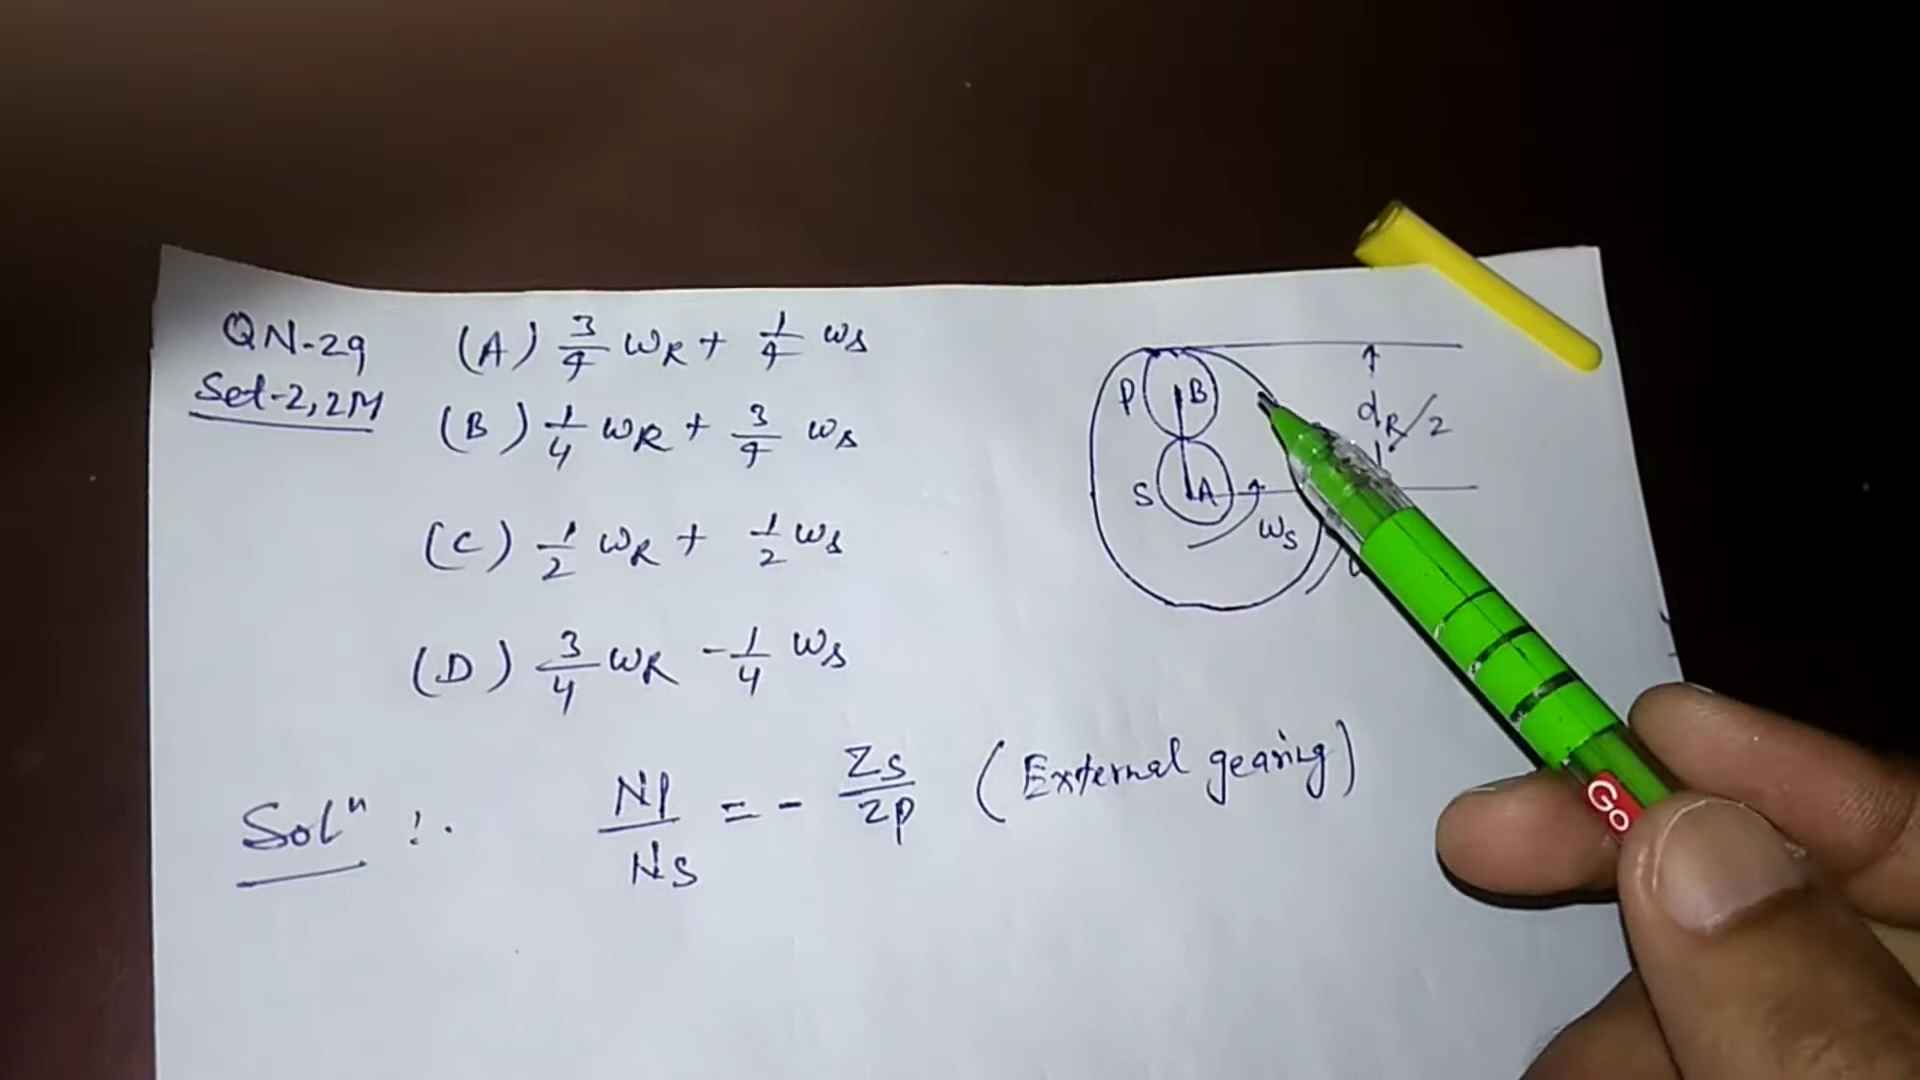 QN-29
Set-2, 2M
(A) 3/4 ωR + 1/4 ωs
(B) 1/4 ωR + 3/4 ωs
(C) 1/2 ωR + 1/2 ωs
(D) 3/4 ωR - 1/4 ωs
P B
S A
ωs
dR/2
Solⁿ :.
NP/NS = - ZS/ZP (External gearing)
Go